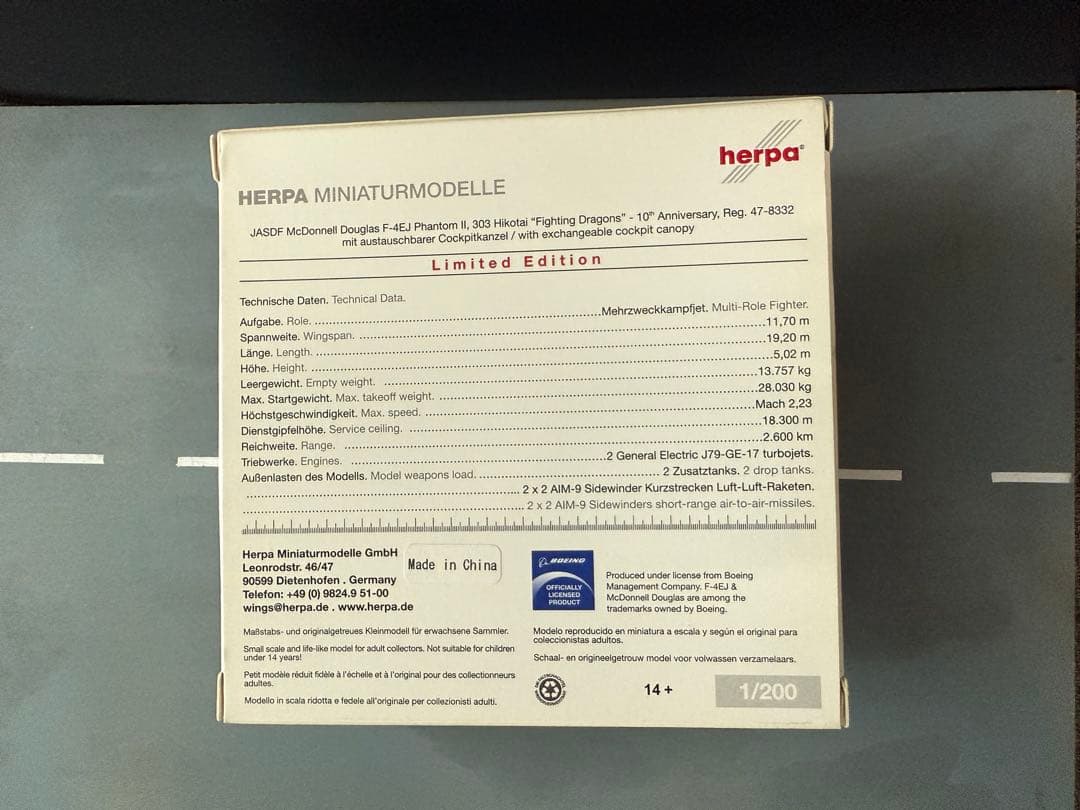 herpa®
HERPA MINIATURMODELLE
JASDF McDonnell Douglas F-4EJ Phantom II, 303 Hikotai "Fighting Dragons" - 10th Anniversary, Reg. 47-8332
mit austauschbarer Cockpitkanzel / with exchangeable cockpit canopy
Limited Edition
Technische Daten. Technical Data.
Aufgabe. Role. Mehrzweckkampfjet. Multi-Role Fighter.
Spannweite. Wingspan. 11,70 m
Länge. Length. 19,20 m
Höhe. Height. 5,02 m
Leergewicht. Empty weight. 13.757 kg
Max. Startgewicht. Max. takeoff weight. 28.030 kg
Höchstgeschwindigkeit. Max. speed. Mach 2,23
Dienstgipfelhöhe. Service ceiling. 18.300 m
Reichweite. Range. 2.600 km
Triebwerke. Engines. 2 General Electric J79-GE-17 turbojets.
Außenlasten des Modells. Model weapons load. 2 Zusatztanks. 2 drop tanks.
2 x 2 AIM-9 Sidewinder Kurzstrecken Luft-Luft-Raketen.
2 x 2 AIM-9 Sidewinders short-range air-to-air-missiles.
Herpa Miniaturmodelle GmbH
Leonrodstr. 46/47
90599 Dietenhofen . Germany
Telefon: +49 (0) 9824.9 51-00
wings@herpa.de . www.herpa.de
Made in China
BOEING
OFFICIALLY
LICENSED
PRODUCT
Produced under license from Boeing
Management Company. F-4EJ &
McDonnell Douglas are among the
trademarks owned by Boeing.
Maßstabs- und originalgetreues Kleinmodell für erwachsene Sammler.
Small scale and life-like model for adult collectors. Not suitable for children
under 14 years!
Petit modèle réduit fidèle à l'échelle et à l'original pour des collectionneurs
adultes.
Modello in scala ridotta e fedele all'originale per collezionisti adulti.
Modelo reproducido en miniatura a escala y según el original para
coleccionistas adultos.
Schaal- en origineelgetrouw model voor volwassen verzamelaars.
14 +
1/200